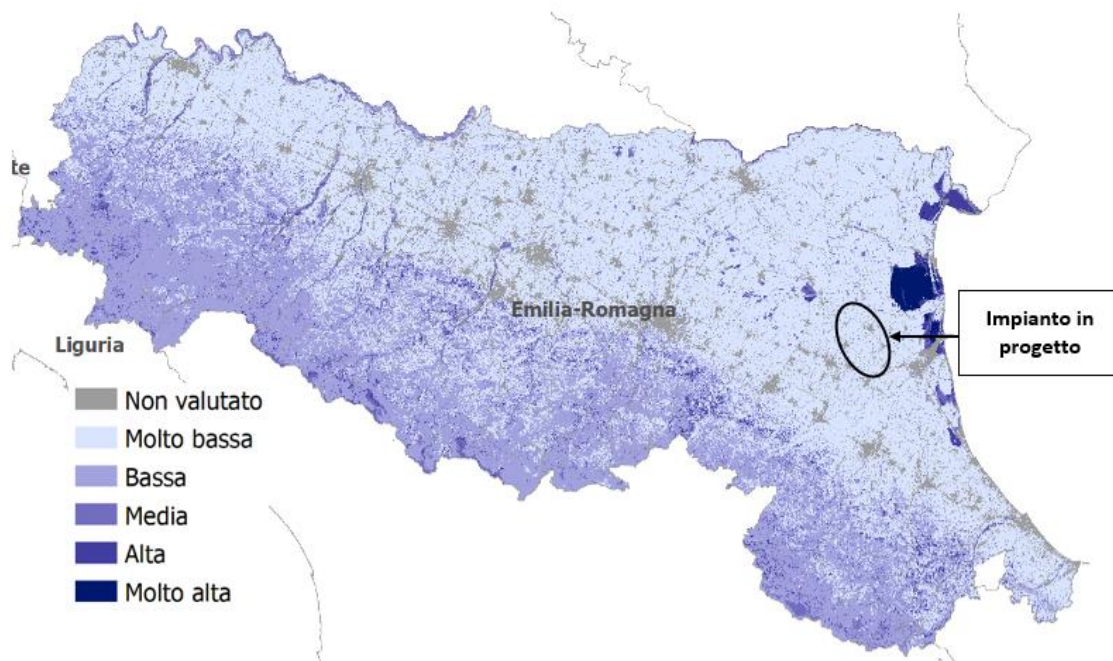 te
Emilia-Romagna
Impianto in
progetto
Liguria
Non valutato
Molto bassa
Bassa
Media
Alta
Molto alta